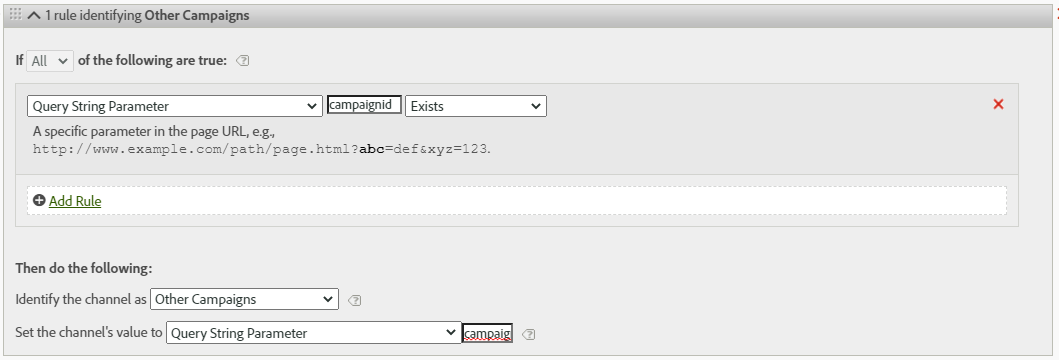 1 rule identifying Other Campaigns
If All of the following are true:
Query String Parameter campaignid Exists
A specific parameter in the page URL, e.g.,
http://www.example.com/path/page.html?abc=def&xyz=123.
Add Rule
Then do the following:
Identify the channel as Other Campaigns
Set the channel's value to Query String Parameter campaig